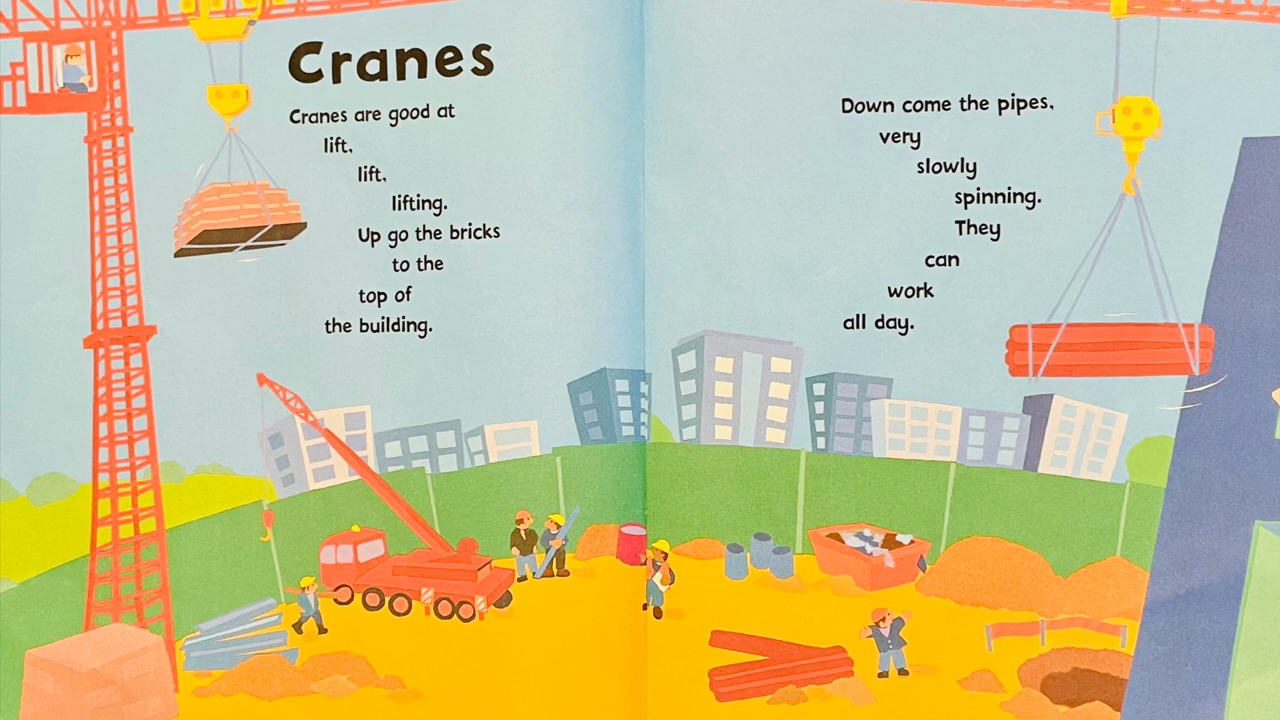 Cranes
Cranes are good at
lift,
lift,
lifting.
Up go the bricks
to the
top of
the building.
Down come the pipes,
very
slowly
spinning.
They
can
work
all day.